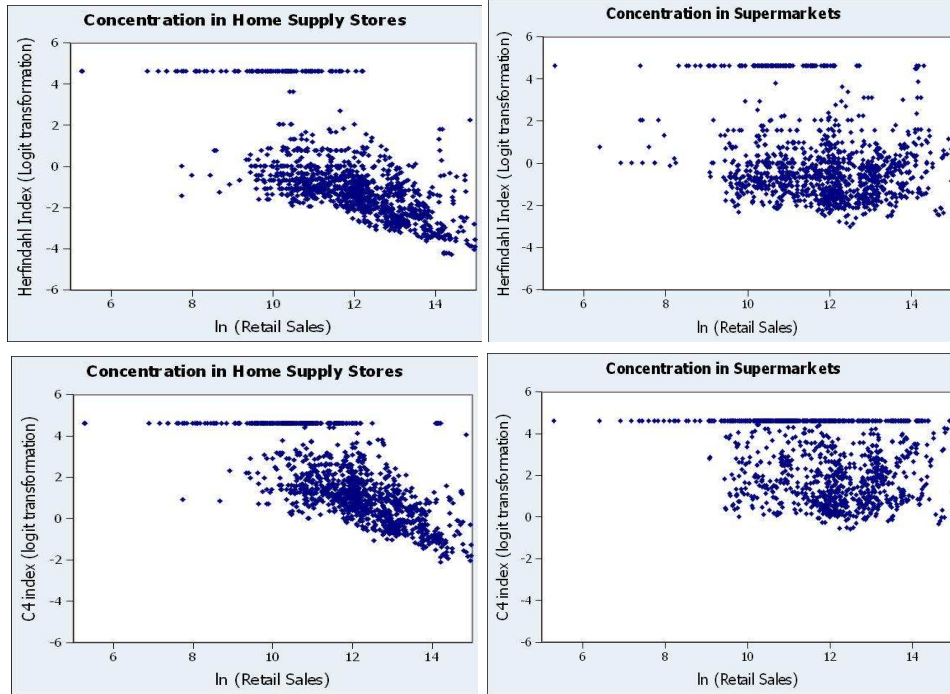 Concentration in Home Supply Stores
Herfindahl Index (Logit transformation)
6
4
2
0
-2
-4
-6
6 8 10 12 14
ln (Retail Sales)
Concentration in Supermarkets
Herfindahl Index (Logit transformation)
6
4
2
0
-2
-4
-6
6 8 10 12 14
ln (Retail Sales)
Concentration in Home Supply Stores
C4 index (logit transformation)
6
4
2
0
-2
-4
-6
6 8 10 12 14
ln (Retail Sales)
Concentration in Supermarkets
C4 index (logit transformation)
6
4
2
0
-2
-4
-6
6 8 10 12 14
ln (Retail Sales)